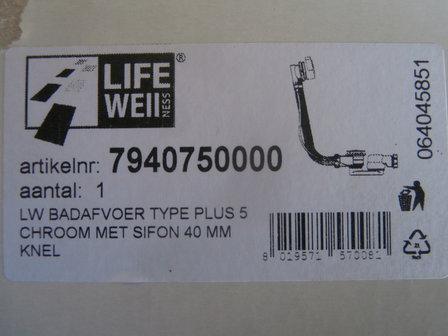 LIFE
WELL
NESS
®
artikelnr: 7940750000
aantal: 1
LW BADAFVOER TYPE PLUS 5
CHROOM MET SIFON 40 MM
KNEL
064045851
8 019571 570081